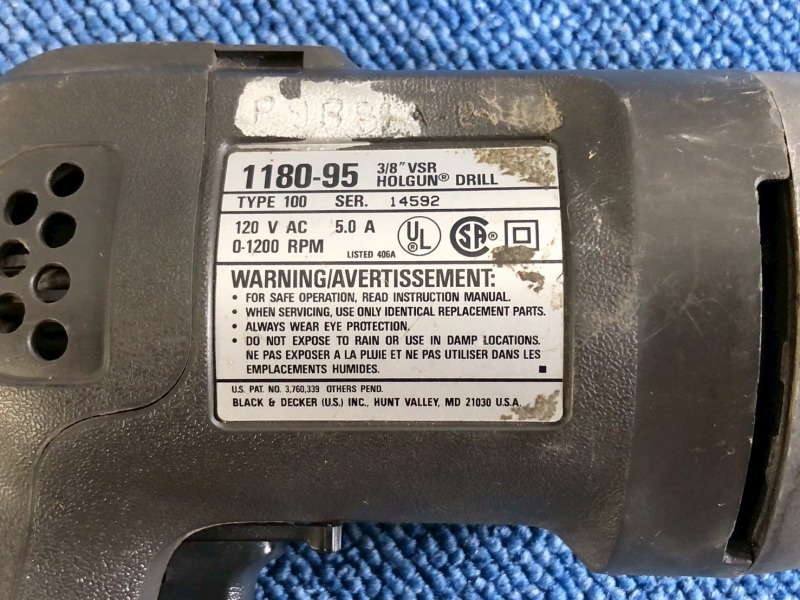 1180-95 3/8" VSR
HOLGUN® DRILL
TYPE 100 SER. 14592
120 V AC 5.0 A
0-1200 RPM
UL ®
LISTED 406A
SA ®
WARNING/AVERTISSEMENT:
• FOR SAFE OPERATION, READ INSTRUCTION MANUAL.
• WHEN SERVICING, USE ONLY IDENTICAL REPLACEMENT PARTS.
• ALWAYS WEAR EYE PROTECTION.
• DO NOT EXPOSE TO RAIN OR USE IN DAMP LOCATIONS.
NE PAS EXPOSER A LA PLUIE ET NE PAS UTILISER DANS LES
EMPLACEMENTS HUMIDES.
U.S. PAT. NO. 3,760,339 OTHERS PEND.
BLACK & DECKER (U.S.) INC., HUNT VALLEY, MD 21030 U.S.A.